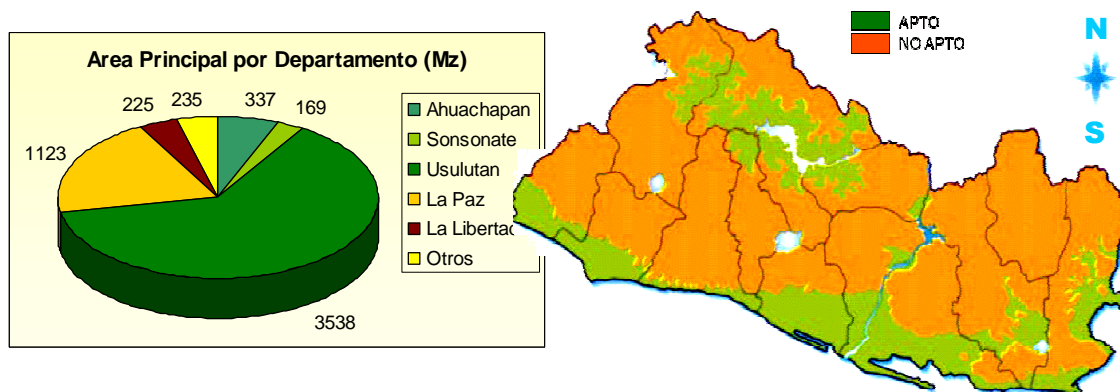 Area Principal por Departamento (Mz)
225
235
337
169
1123
3538
Ahuachapan
Sonsonate
Usulutan
La Paz
La Libertad
Otros
APTO
NO APTO
N
S